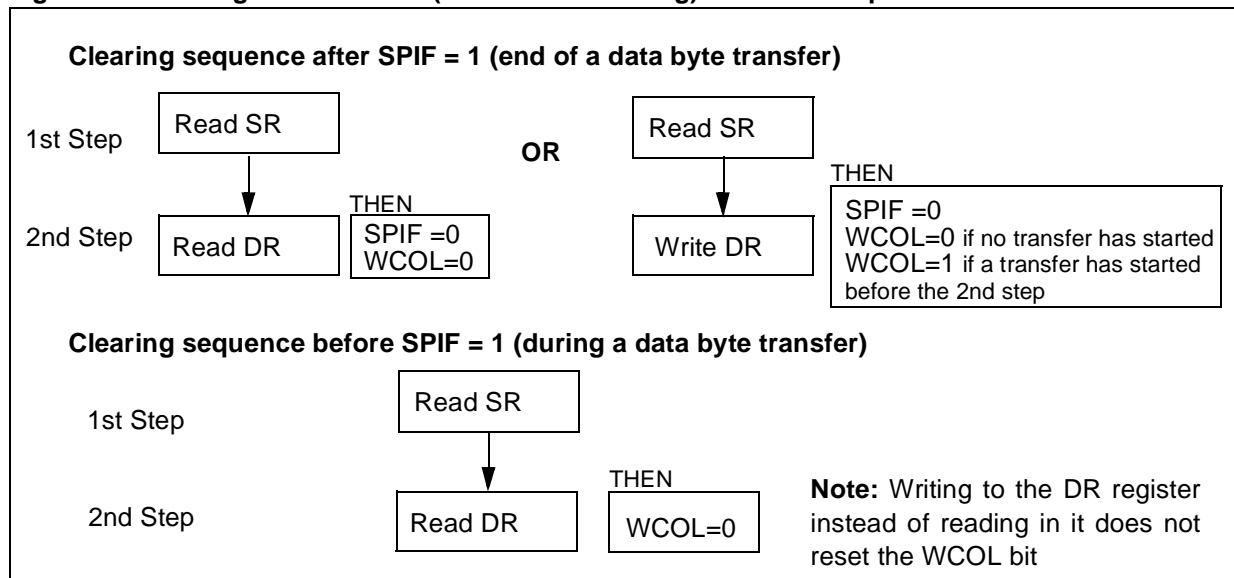 Clearing sequence after SPIF = 1 (end of a data byte transfer)
1st Step
Read SR
OR
Read SR
THEN
2nd Step
Read DR
THEN
SPIF =0
WCOL=0
Write DR
SPIF =0
WCOL=0 if no transfer has started
WCOL=1 if a transfer has started
before the 2nd step
Clearing sequence before SPIF = 1 (during a data byte transfer)
1st Step
Read SR
2nd Step
Read DR
THEN
WCOL=0
Note: Writing to the DR register
instead of reading in it does not
reset the WCOL bit